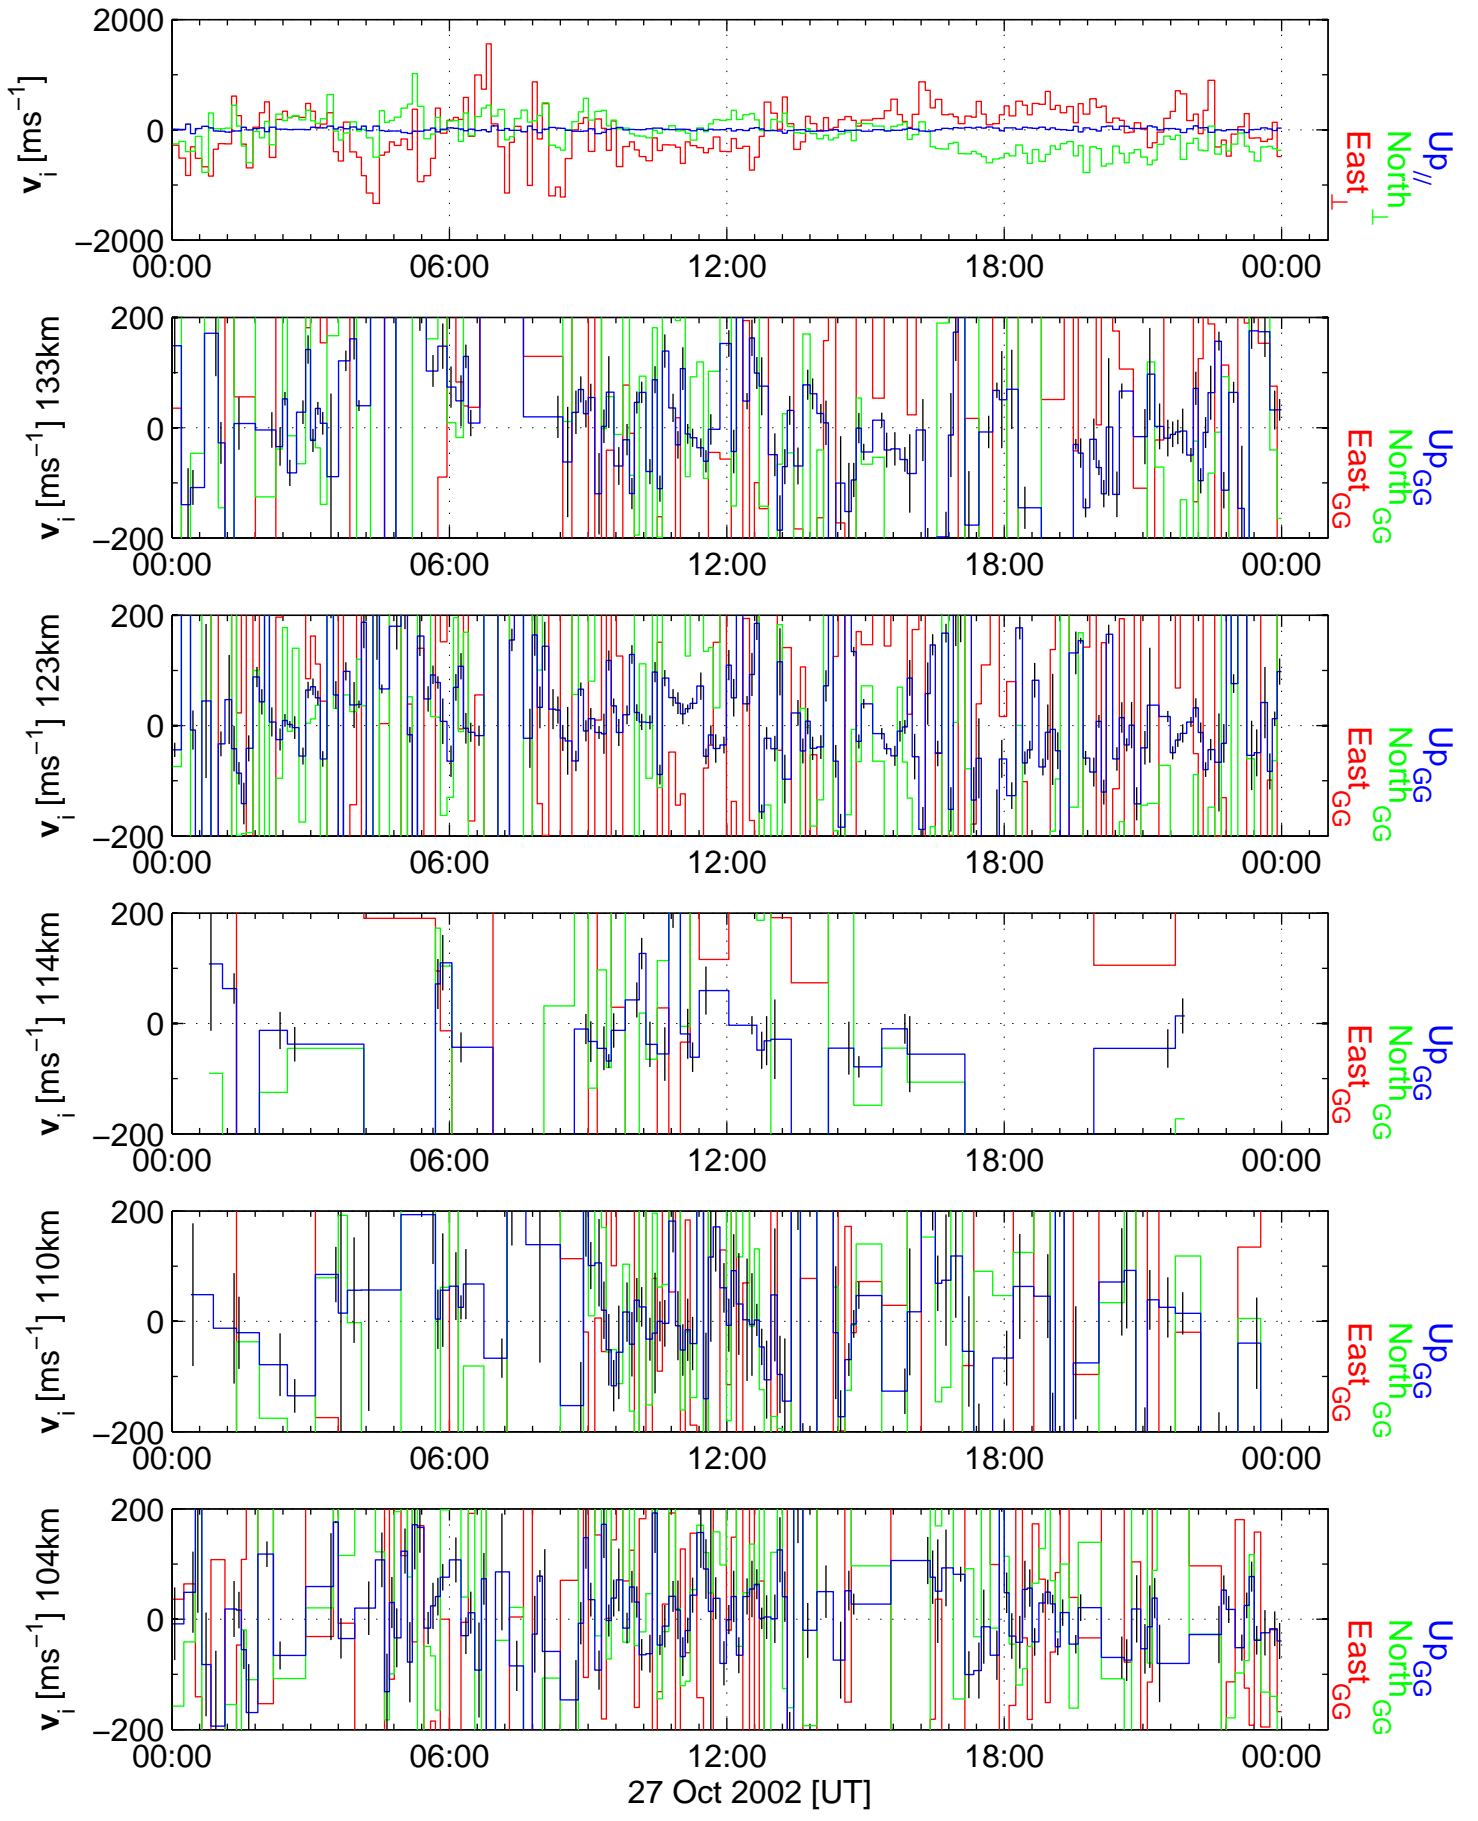 v_i [ms^−1]
2000
0
−2000
00:00 06:00 12:00 18:00 00:00
East_⊥
North_⊥
Up_//
v_i [ms^−1] 133km
200
0
−200
00:00 06:00 12:00 18:00 00:00
East_GG
North_GG
Up_GG
v_i [ms^−1] 123km
200
0
−200
00:00 06:00 12:00 18:00 00:00
East_GG
North_GG
Up_GG
v_i [ms^−1] 114km
200
0
−200
00:00 06:00 12:00 18:00 00:00
East_GG
North_GG
Up_GG
v_i [ms^−1] 110km
200
0
−200
00:00 06:00 12:00 18:00 00:00
East_GG
North_GG
Up_GG
v_i [ms^−1] 104km
200
0
−200
00:00 06:00 12:00 18:00 00:00
East_GG
North_GG
Up_GG
27 Oct 2002 [UT]